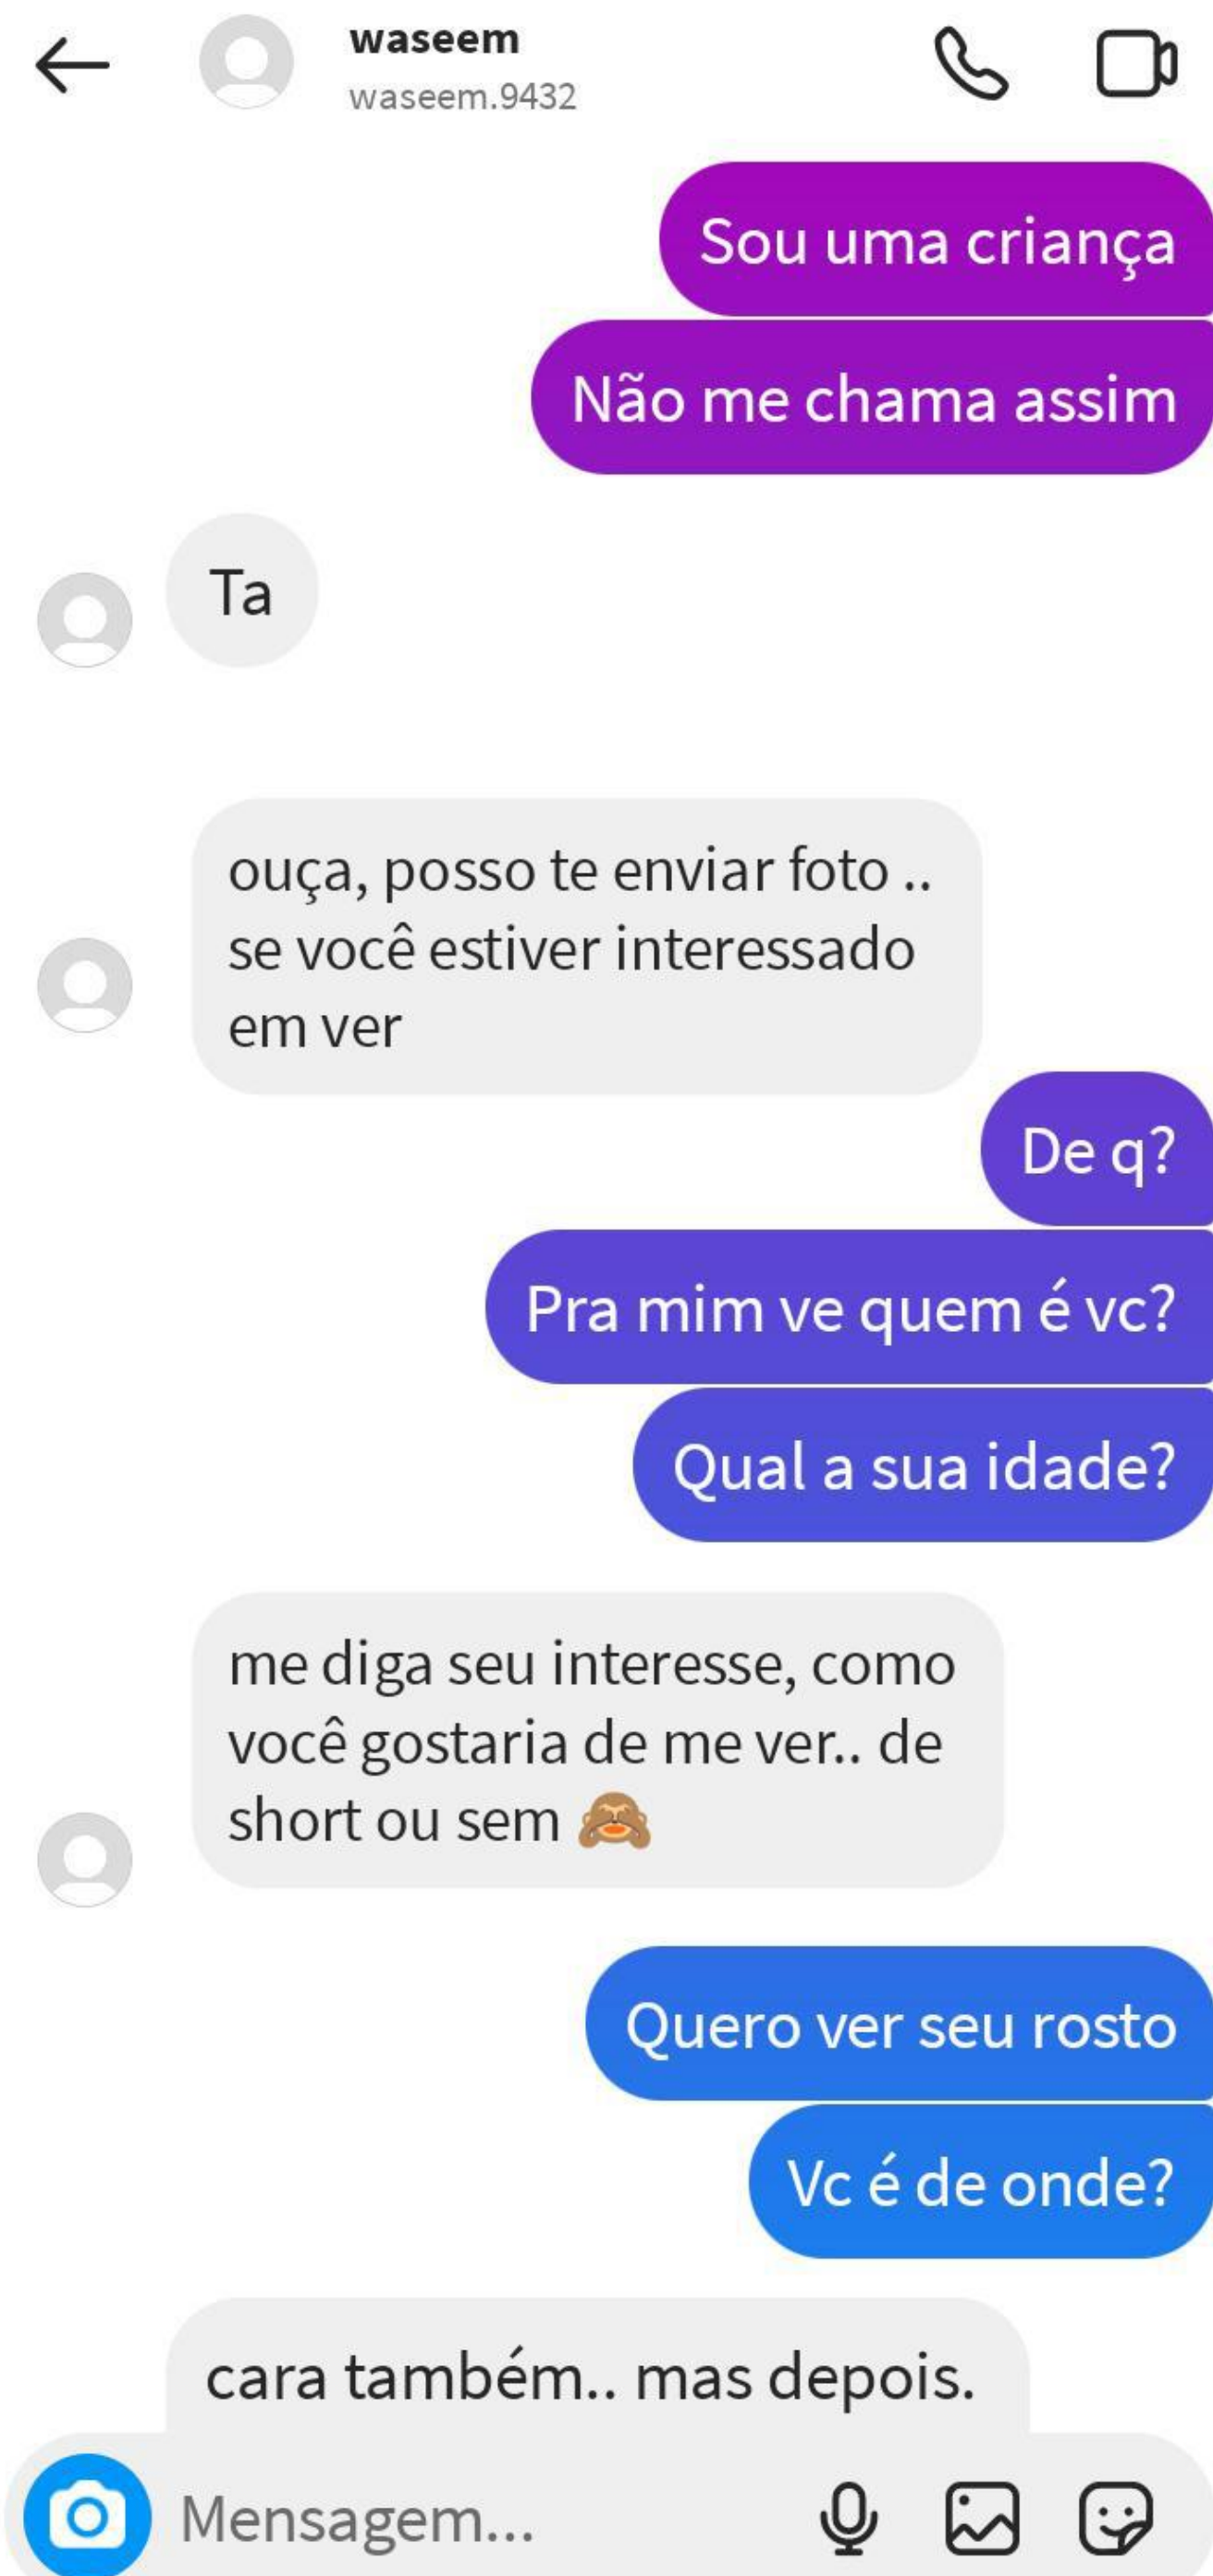 waseem
waseem.9432
Sou uma criança
Não me chama assim
Ta
ouça, posso te enviar foto ..
se você estiver interessado
em ver
De q?
Pra mim ve quem é vc?
Qual a sua idade?
me diga seu interesse, como
você gostaria de me ver.. de
short ou sem 🙈
Quero ver seu rosto
Vc é de onde?
cara também.. mas depois.
Mensagem...